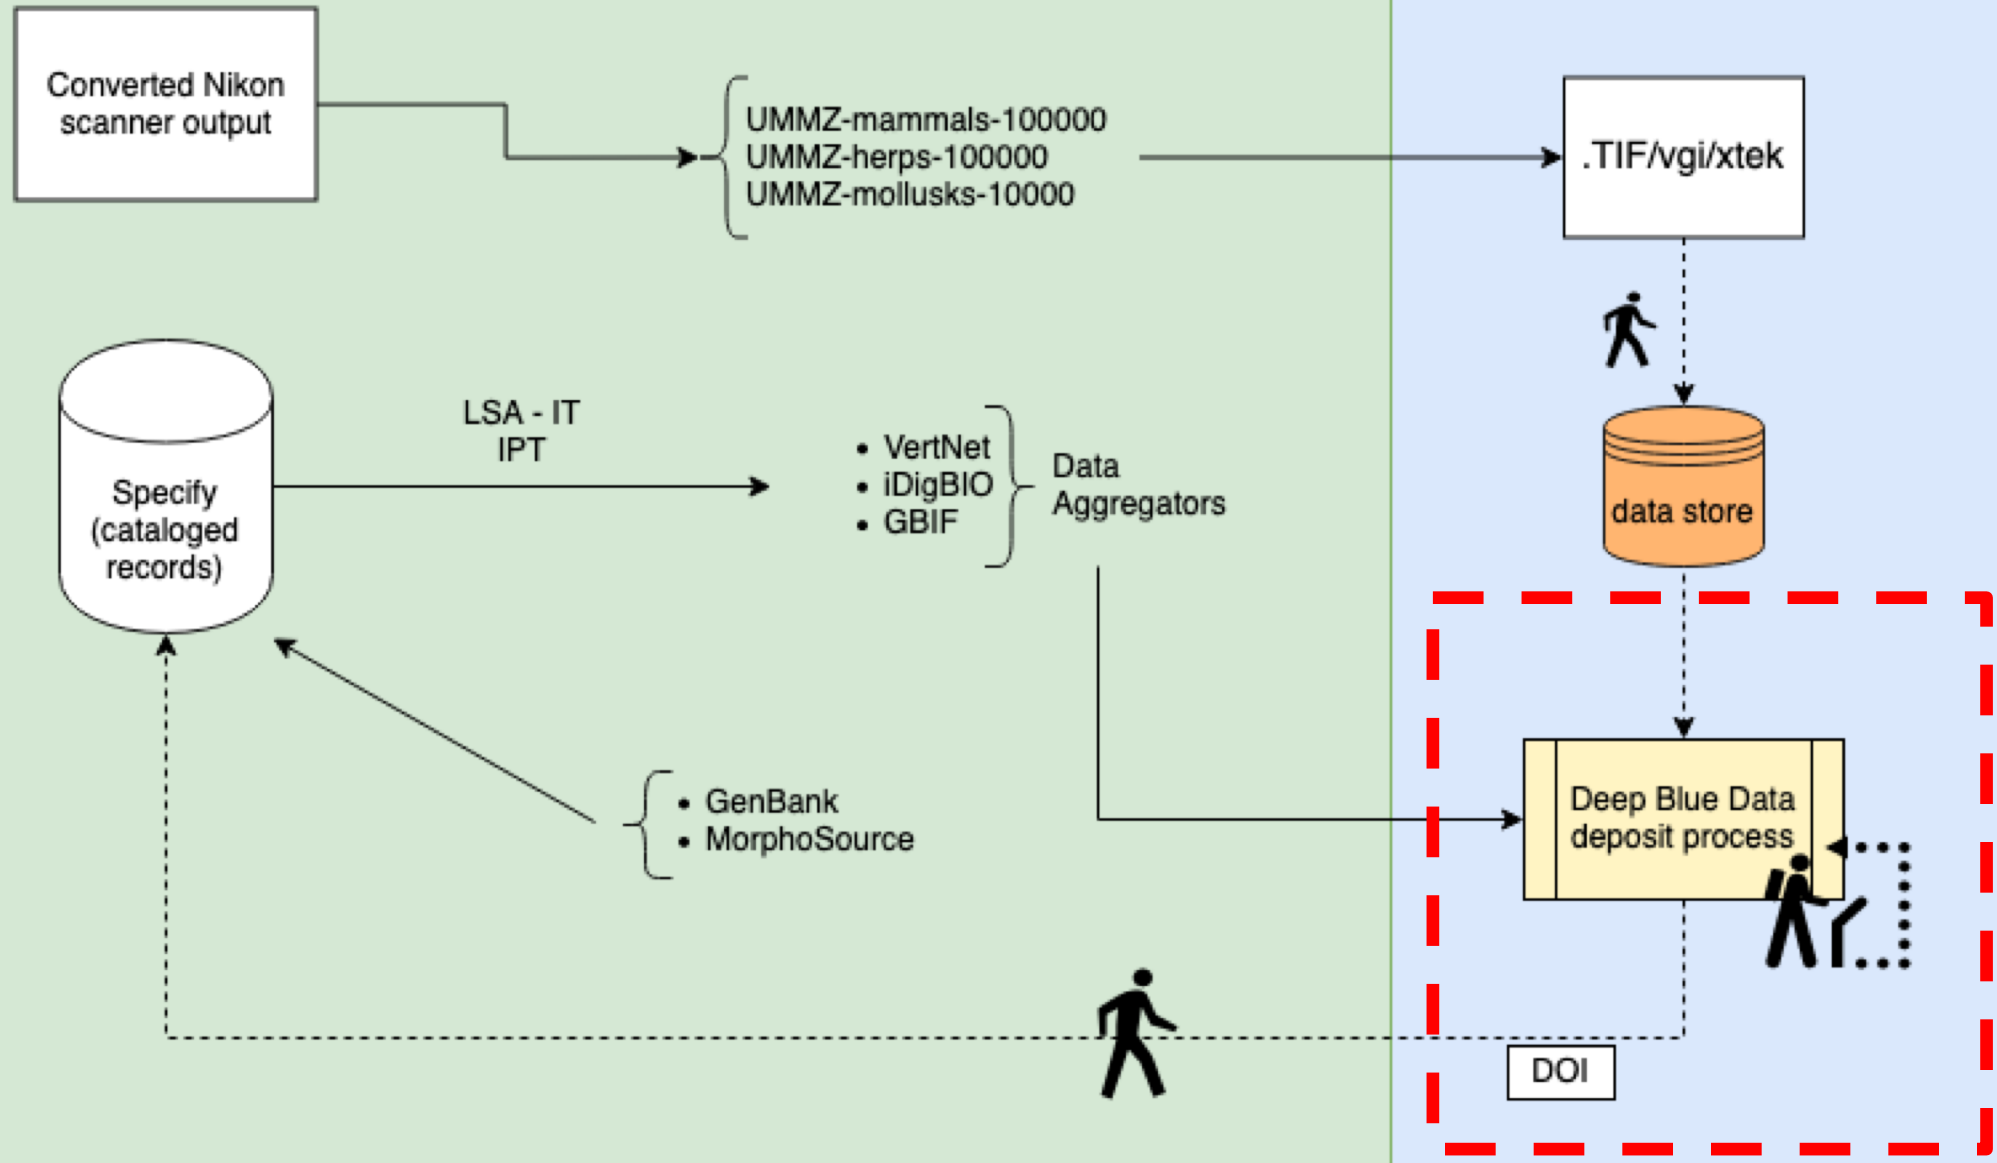 Converted Nikon
scanner output
UMMZ-mammals-100000
UMMZ-herps-100000
UMMZ-mollusks-10000
.TIF/vgi/xtek
Specify
(cataloged
records)
LSA - IT
IPT
• VertNet
• iDigBIO
• GBIF
Data
Aggregators
data store
• GenBank
• MorphoSource
Deep Blue Data
deposit process
DOI